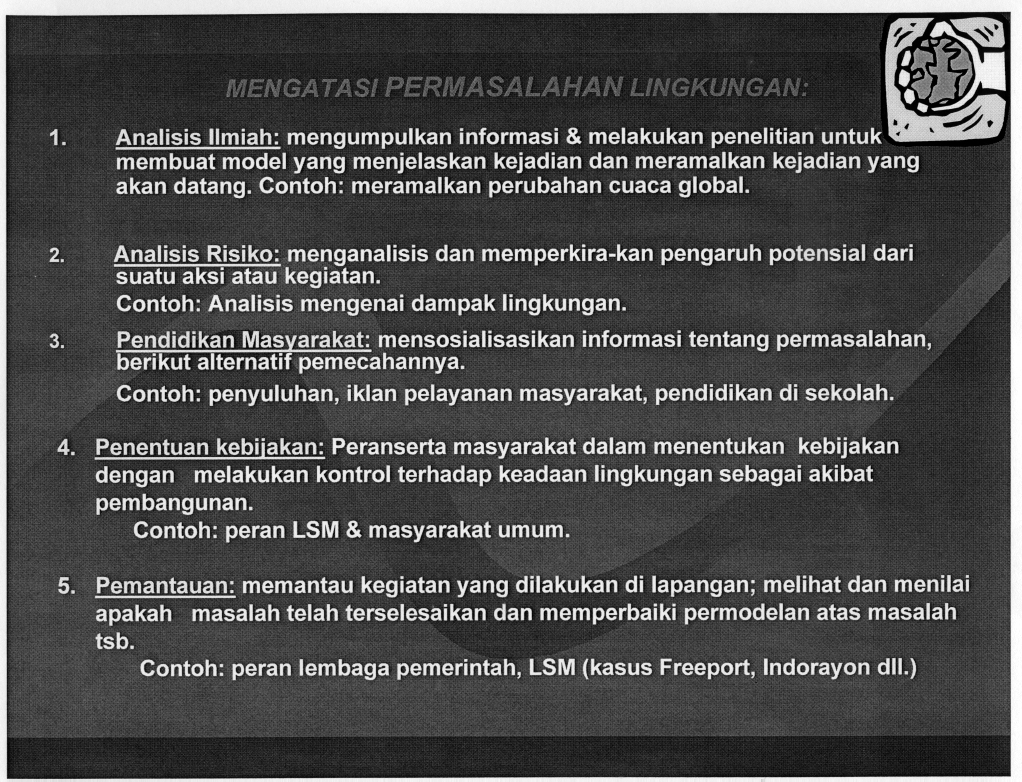 MENGATASI PERMASALAHAN LINGKUNGAN:
1. Analisis Ilmiah: mengumpulkan informasi & melakukan penelitian untuk
membuat model yang menjelaskan kejadian dan meramalkan kejadian yang
akan datang. Contoh: meramalkan perubahan cuaca global.
2. Analisis Risiko: menganalisis dan memperkira-kan pengaruh potensial dari
suatu aksi atau kegiatan.
Contoh: Analisis mengenai dampak lingkungan.
3. Pendidikan Masyarakat: mensosialisasikan informasi tentang permasalahan,
berikut alternatif pemecahannya.
Contoh: penyuluhan, iklan pelayanan masyarakat, pendidikan di sekolah.
4. Penentuan kebijakan: Peranserta masyarakat dalam menentukan kebijakan
dengan melakukan kontrol terhadap keadaan lingkungan sebagai akibat
pembangunan.
Contoh: peran LSM & masyarakat umum.
5. Pemantauan: memantau kegiatan yang dilakukan di lapangan; melihat dan menilai
apakah masalah telah terselesaikan dan memperbaiki permodelan atas masalah
tsb.
Contoh: peran lembaga pemerintah, LSM (kasus Freeport, Indorayon dll.)